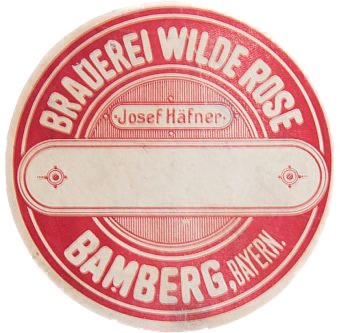 BRAUEREI WILDE ROSE
Josef Häfner.
BAMBERG, BAYERN.